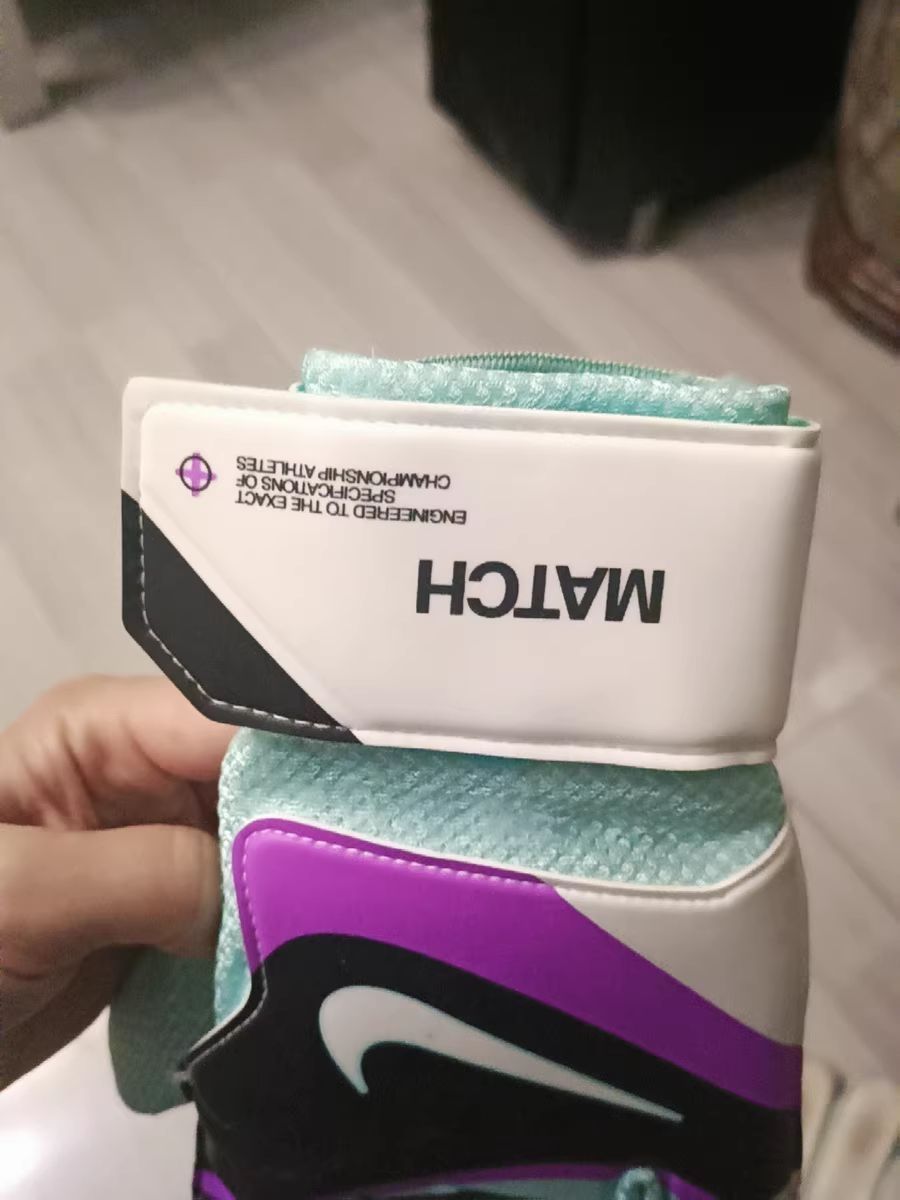 MATCH
ENGINEERED TO THE EXACT
SPECIFICATIONS OF
CHAMPIONSHIP ATHLETES